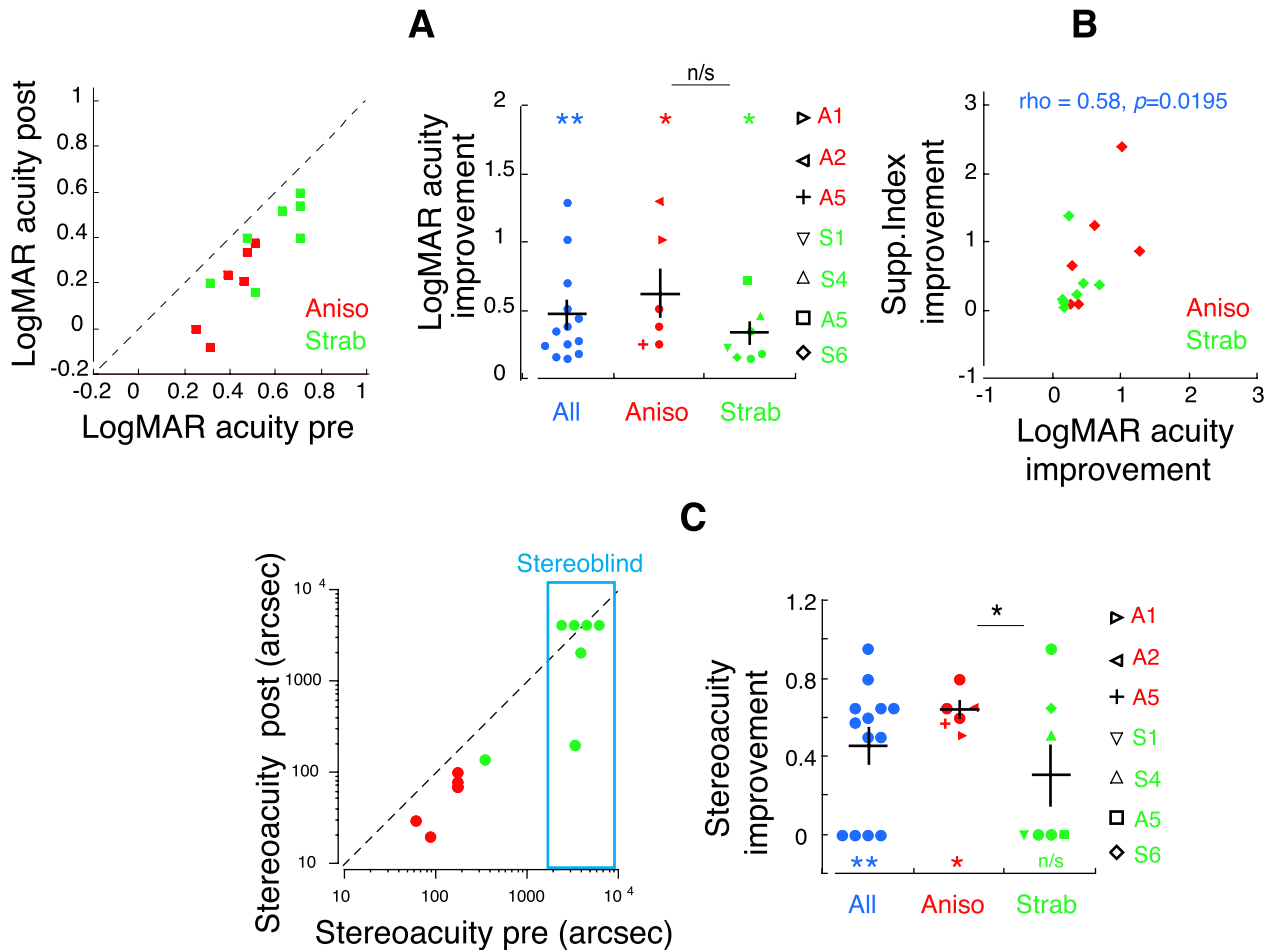 A
B
LogMAR acuity post
1
0.8
0.6
0.4
0.2
0
-0.2
-0.2
0
0.2
0.4
0.6
0.8
1
LogMAR acuity pre
Aniso
Strab
LogMAR acuity
improvement
2
1.5
1
0.5
0
n/s
**
*
*
All
Aniso
Strab
A1
A2
A5
S1
S4
A5
S6
Supp.Index
improvement
3
2
1
0
-1
rho = 0.58, p=0.0195
Aniso
Strab
-1
0
1
2
3
LogMAR acuity
improvement
C
Stereoblind
Stereoacuity post (arcsec)
10 4
1000
100
10
10
100
1000
10 4
Stereoacuity pre (arcsec)
Stereoacuity
improvement
1.2
0.8
0.4
0
*
**
*
n/s
All
Aniso
Strab
A1
A2
A5
S1
S4
A5
S6